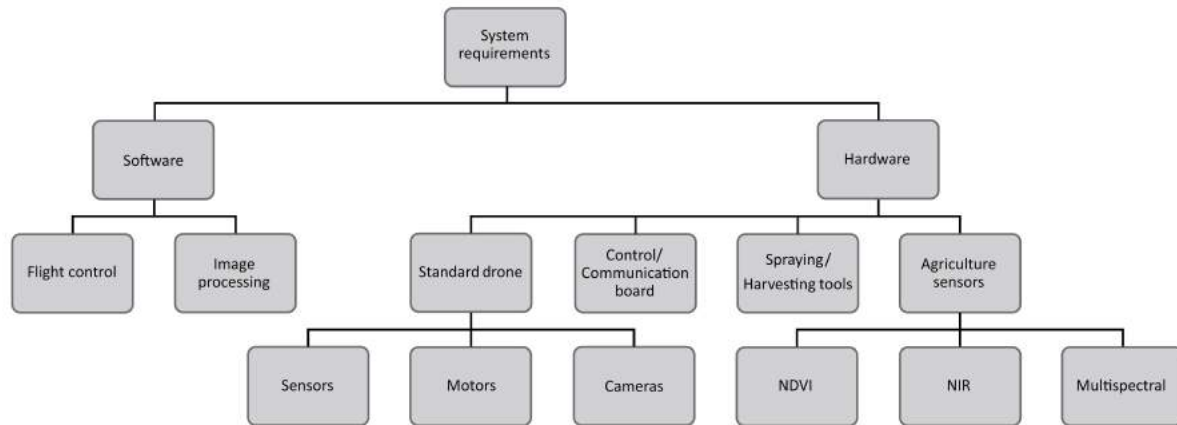 System
requirements
Software
Hardware
Flight control
Image
processing
Standard drone
Control/
Communication
board
Spraying/
Harvesting tools
Agriculture
sensors
Sensors
Motors
Cameras
NDVI
NIR
Multispectral